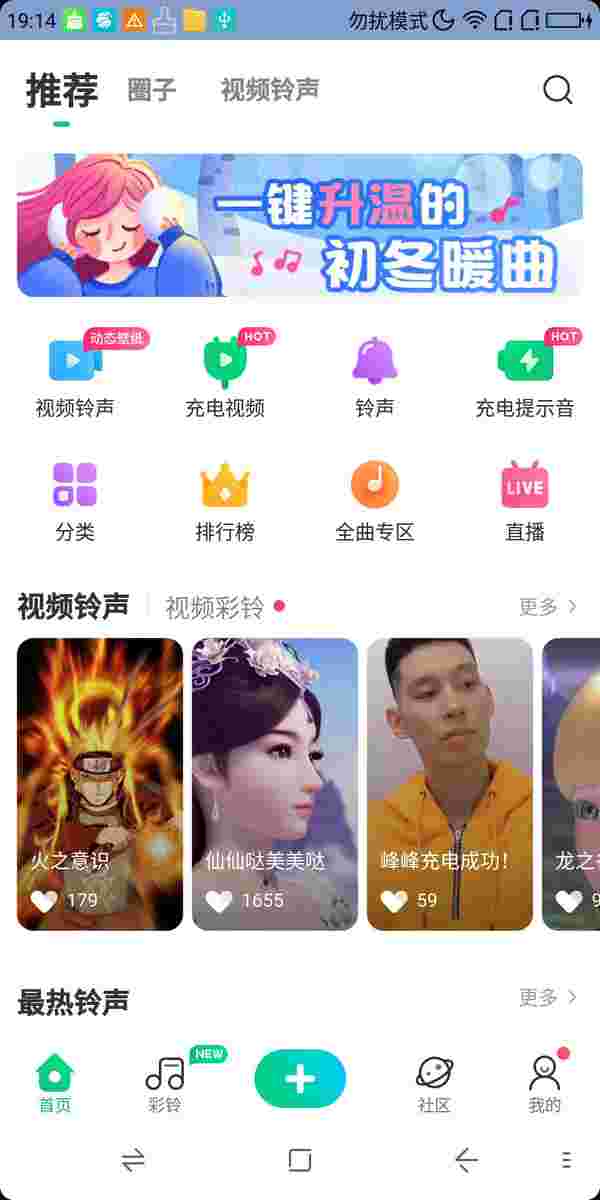 19:14 勿扰模式
推荐 圈子 视频铃声
一键升温的
初冬暖曲
动态壁纸 HOT HOT
视频铃声 充电视频 铃声 充电提示音
LIVE
分类 排行榜 全曲专区 直播
视频铃声 视频彩铃 更多
火之意识 仙仙哒美美哒 峰峰充电成功! 龙之
179 1655 59 9
最热铃声 更多
NEW
首页 彩铃 社区 我的